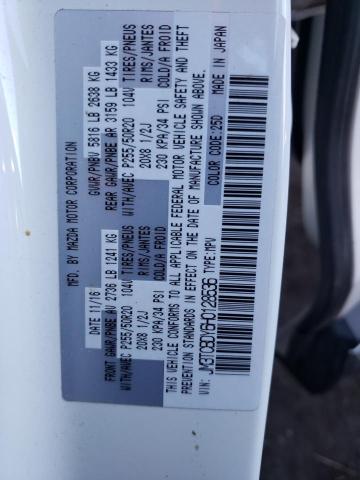 MFD. BY MAZDA MOTOR CORPORATION
GVWR/PNBV 5816 LB 2638 KG
DATE: 11/16
FRONT GAWR/PNBE AV 2736 LB 1241 KG
REAR GAWR/PNBE AR 3159 LB 1433 KG
WITH/AVEC P255/50R20 104V TIRES/PNEUS
WITH/AVEC P255/50R20 104V TIRES/PNEUS
20X8 1/2J RIMS/JANTES
20X8 1/2J RIMS/JANTES
230 KPA/34 PSI COLD/A FROID
230 KPA/34 PSI COLD/A FROID
THIS VEHICLE CONFORMS TO ALL APPLICABLE FEDERAL MOTOR VEHICLE SAFETY AND THEFT
PREVENTION STANDARDS IN EFFECT ON THE DATE OF MANUFACTURE SHOWN ABOVE.
VIN: TYPE: MPV COLOR CODE: 25D MADE IN JAPAN